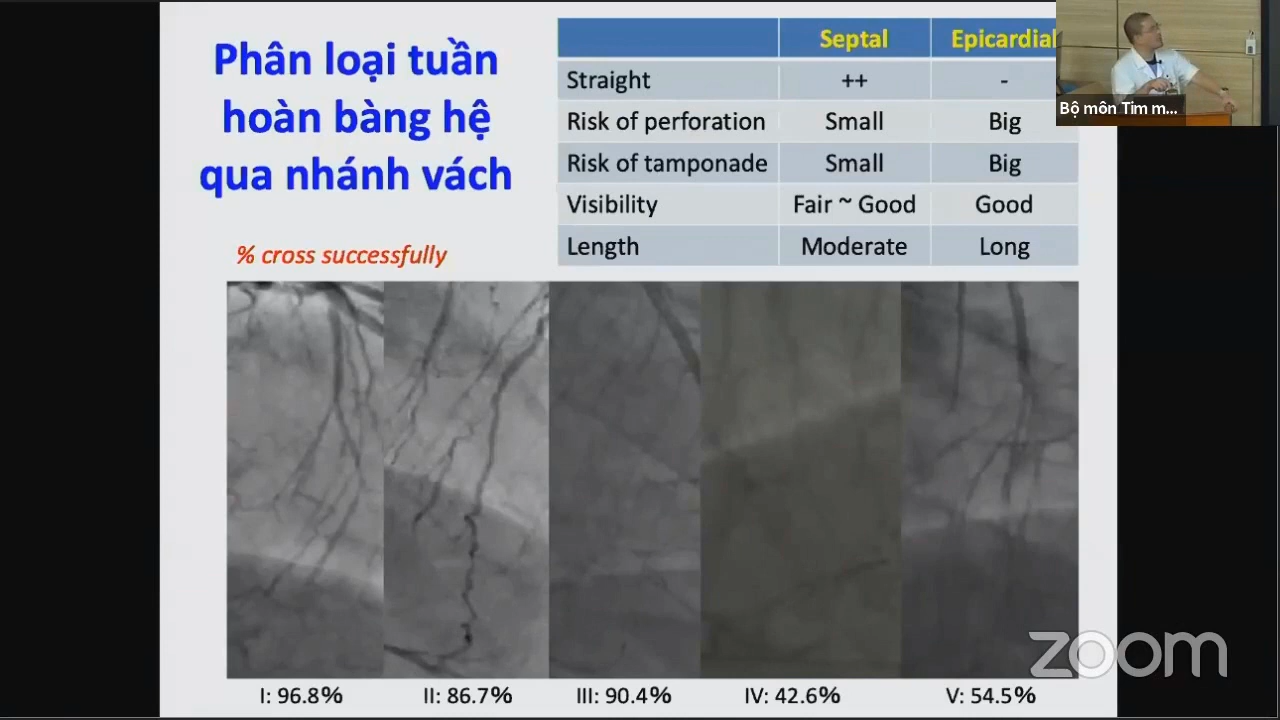 Phân loại tuần
hoàn bàng hệ
qua nhánh vách
% cross successfully
Septal Epicardial
Straight ++ -
Risk of perforation Small Big
Risk of tamponade Small Big
Visibility Fair ~ Good Good
Length Moderate Long
Bộ môn Tim m...
I: 96.8% II: 86.7% III: 90.4% IV: 42.6% V: 54.5%
zoom